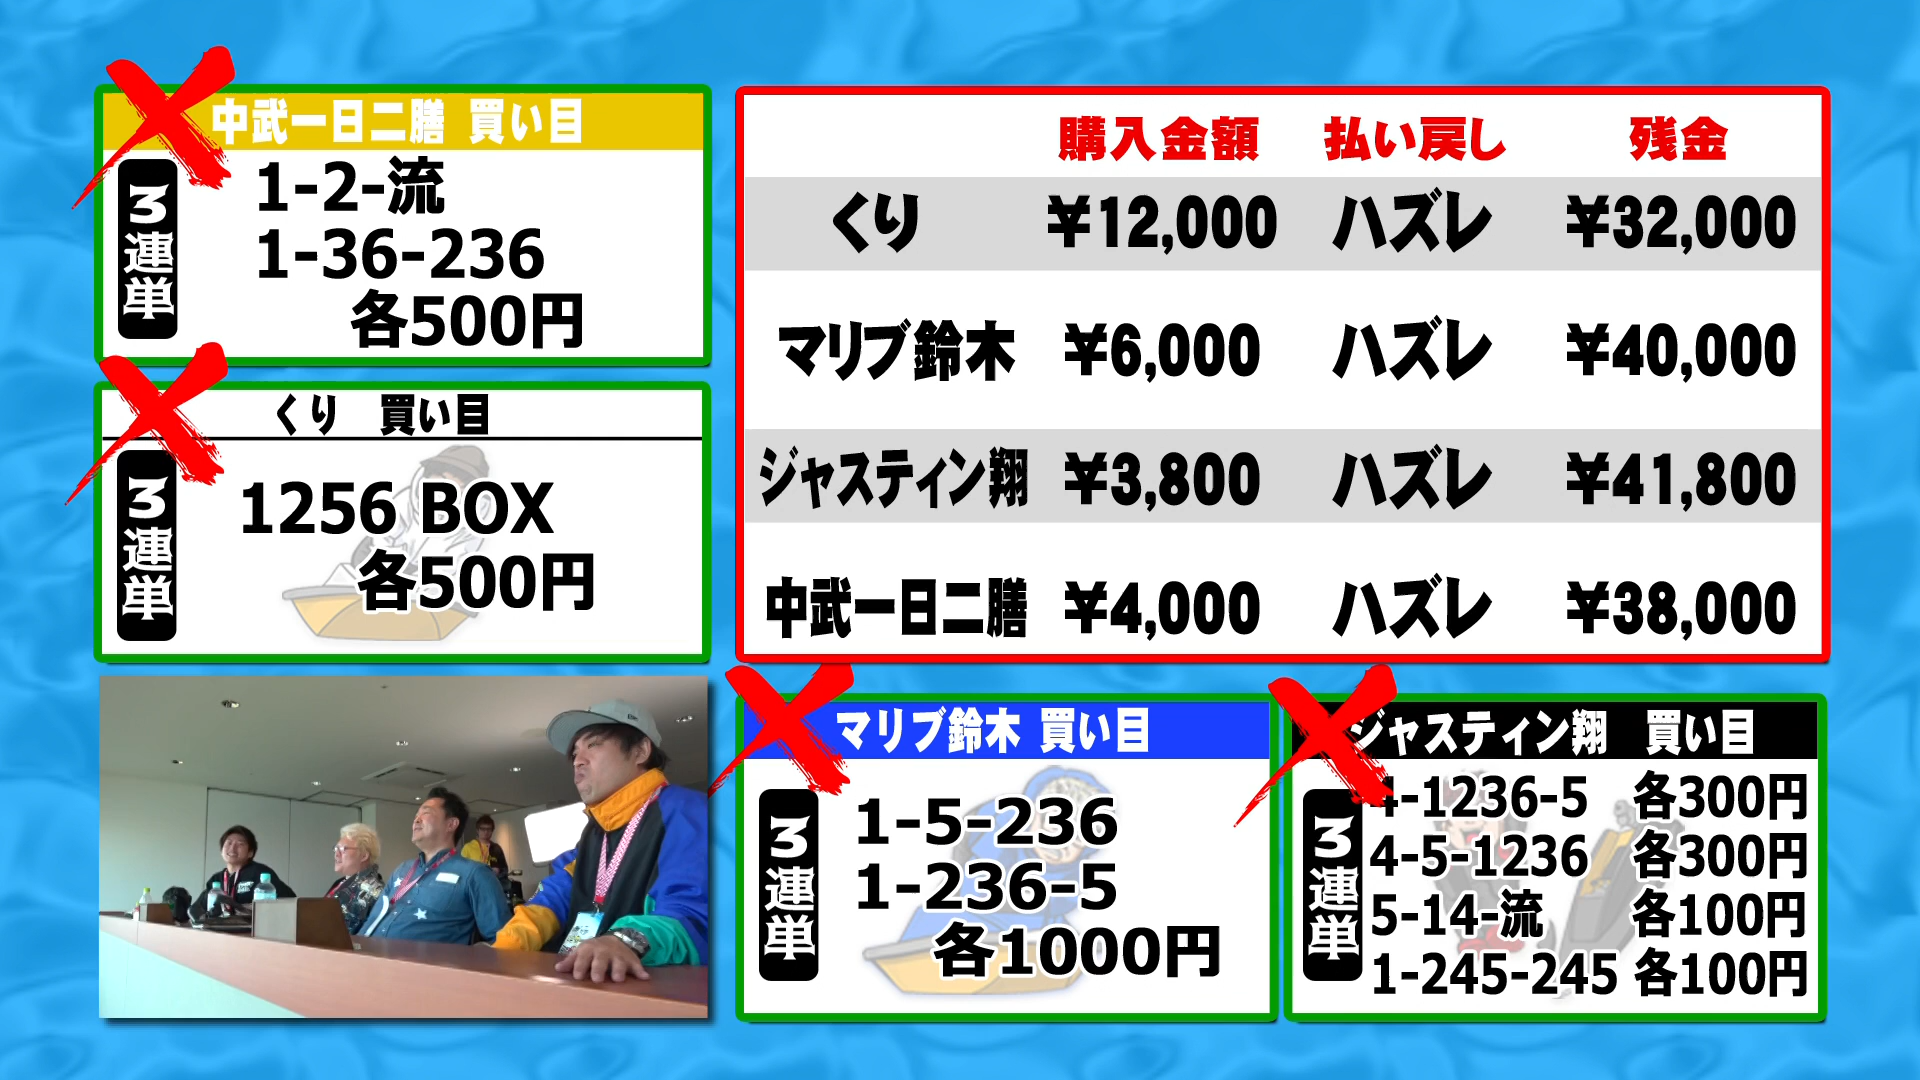 中武一日二膳 買い目
3連単
1-2-流
1-36-236
各500円
くり 買い目
3連単
1256 BOX
各500円
購入金額 払い戻し 残金
くり ¥12,000 ハズレ ¥32,000
マリブ鈴木 ¥6,000 ハズレ ¥40,000
ジャスティン翔 ¥3,800 ハズレ ¥41,800
中武一日二膳 ¥4,000 ハズレ ¥38,000
マリブ鈴木 買い目
3連単
1-5-236
1-236-5
各1000円
ジャスティン翔 買い目
3連単
4-1236-5 各300円
4-5-1236 各300円
5-14-流 各100円
1-245-245 各100円